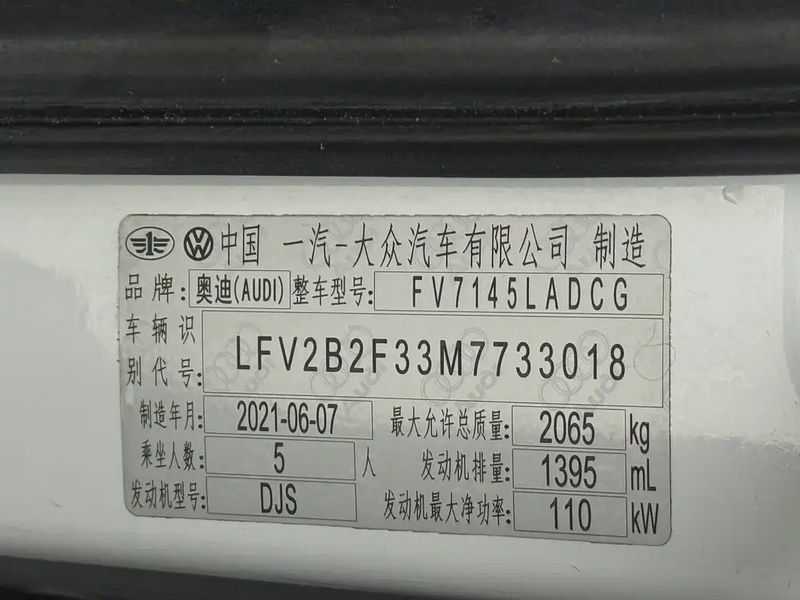 中国 一汽-大众汽车有限公司 制造
品牌: 奥迪(AUDI) 整车型号: FV7145LADCG
车辆识别代号: LFV2B2F33M7733018
制造年月: 2021-06-07 最大允许总质量: 2065 kg
乘坐人数: 5 人 发动机排量: 1395 mL
发动机型号: DJS 发动机最大净功率: 110 kW